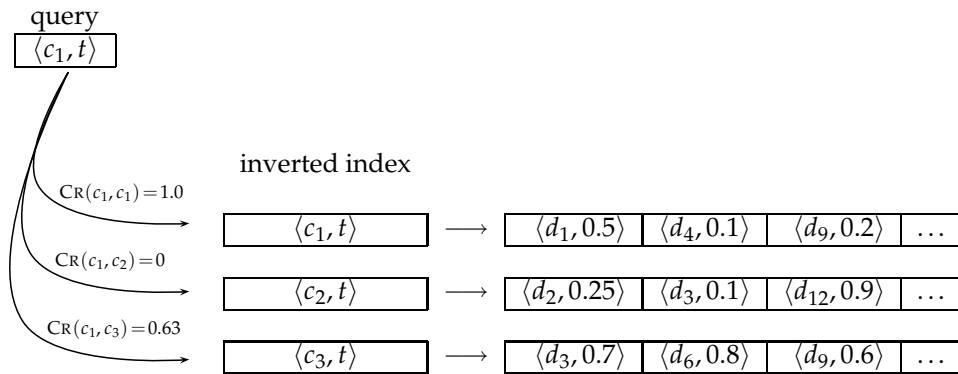 query
⟨c₁, t⟩
inverted index
CR(c₁, c₁) = 1.0
⟨c₁, t⟩ → ⟨d₁, 0.5⟩ ⟨d₄, 0.1⟩ ⟨d₉, 0.2⟩ ...
CR(c₁, c₂) = 0
⟨c₂, t⟩ → ⟨d₂, 0.25⟩ ⟨d₃, 0.1⟩ ⟨d₁₂, 0.9⟩ ...
CR(c₁, c₃) = 0.63
⟨c₃, t⟩ → ⟨d₃, 0.7⟩ ⟨d₆, 0.8⟩ ⟨d₉, 0.6⟩ ...